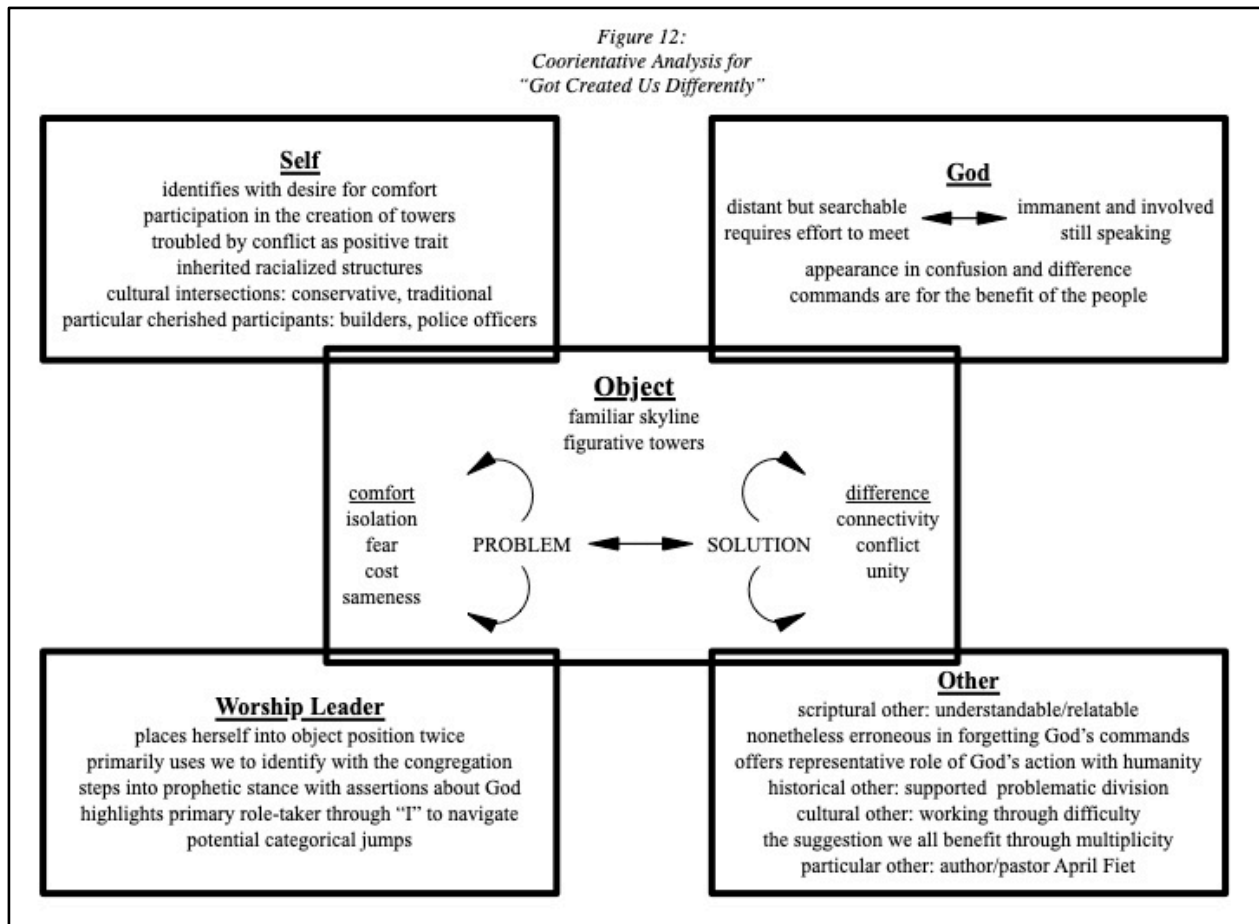 Figure 12:
Coorientative Analysis for
“Got Created Us Differently”
Self
identifies with desire for comfort
participation in the creation of towers
troubled by conflict as positive trait
inherited racialized structures
cultural intersections: conservative, traditional
particular cherished participants: builders, police officers
God
distant but searchable
requires effort to meet
immanent and involved
still speaking
appearance in confusion and difference
commands are for the benefit of the people
Object
familiar skyline
figurative towers
comfort
isolation
fear
cost
sameness
PROBLEM
SOLUTION
difference
connectivity
conflict
unity
Worship Leader
places herself into object position twice
primarily uses we to identify with the congregation
steps into prophetic stance with assertions about God
highlights primary role-taker through “I” to navigate
potential categorical jumps
Other
scriptural other: understandable/relatable
nonetheless erroneous in forgetting God’s commands
offers representative role of God’s action with humanity
historical other: supported problematic division
cultural other: working through difficulty
the suggestion we all benefit through multiplicity
particular other: author/pastor April Fiet